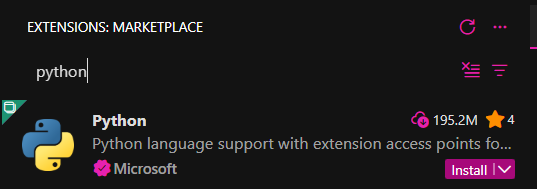 EXTENSIONS: MARKETPLACE
python
Python 195.2M 4
Python language support with extension access points fo...
Microsoft Install